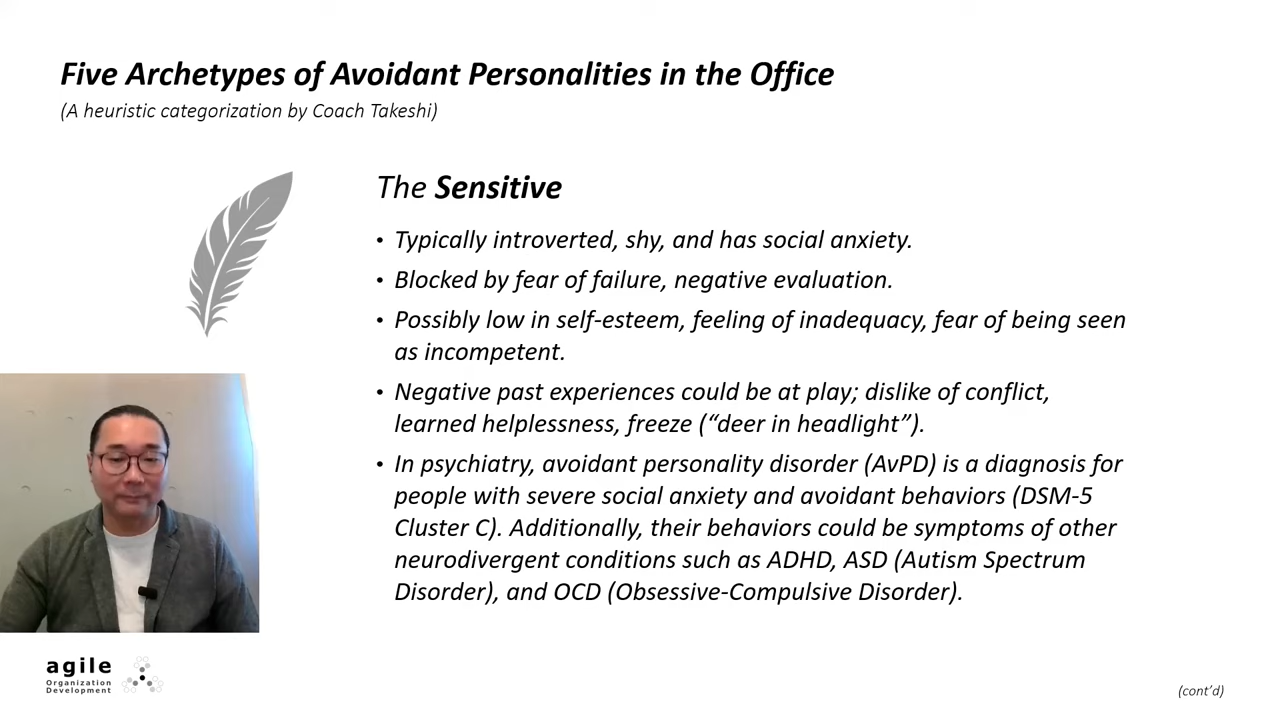 Five Archetypes of Avoidant Personalities in the Office
(A heuristic categorization by Coach Takeshi)
The Sensitive
• Typically introverted, shy, and has social anxiety.
• Blocked by fear of failure, negative evaluation.
• Possibly low in self-esteem, feeling of inadequacy, fear of being seen
as incompetent.
• Negative past experiences could be at play; dislike of conflict,
learned helplessness, freeze (“deer in headlight”).
• In psychiatry, avoidant personality disorder (AvPD) is a diagnosis for
people with severe social anxiety and avoidant behaviors (DSM-5
Cluster C). Additionally, their behaviors could be symptoms of other
neurodivergent conditions such as ADHD, ASD (Autism Spectrum
Disorder), and OCD (Obsessive-Compulsive Disorder).
agile
Organization
Development
(cont’d)